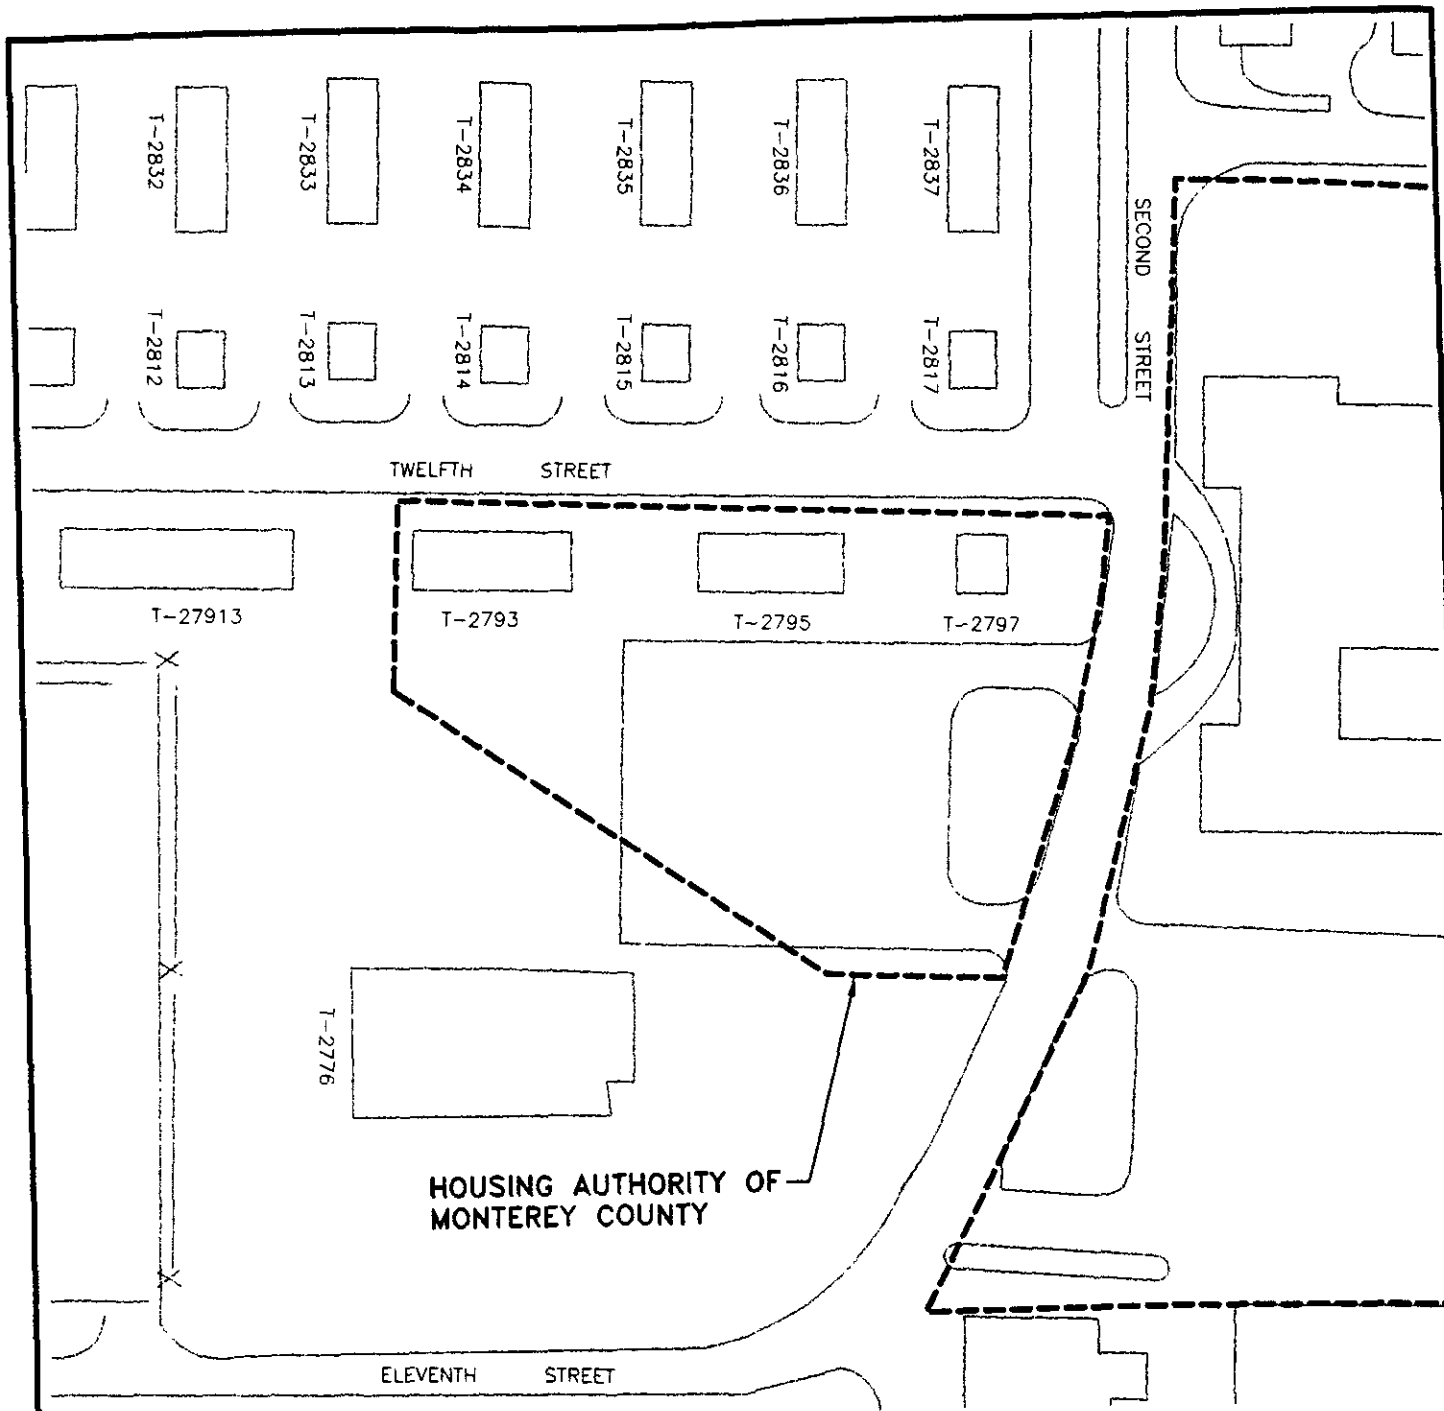 T-2832
T-2833
T-2834
T-2835
T-2836
T-2837
SECOND STREET
T-2812
T-2813
T-2814
T-2815
T-2816
T-2817
TWELFTH STREET
T-27913
T-2793
T-2795
T-2797
T-2776
HOUSING AUTHORITY OF
MONTEREY COUNTY
ELEVENTH STREET